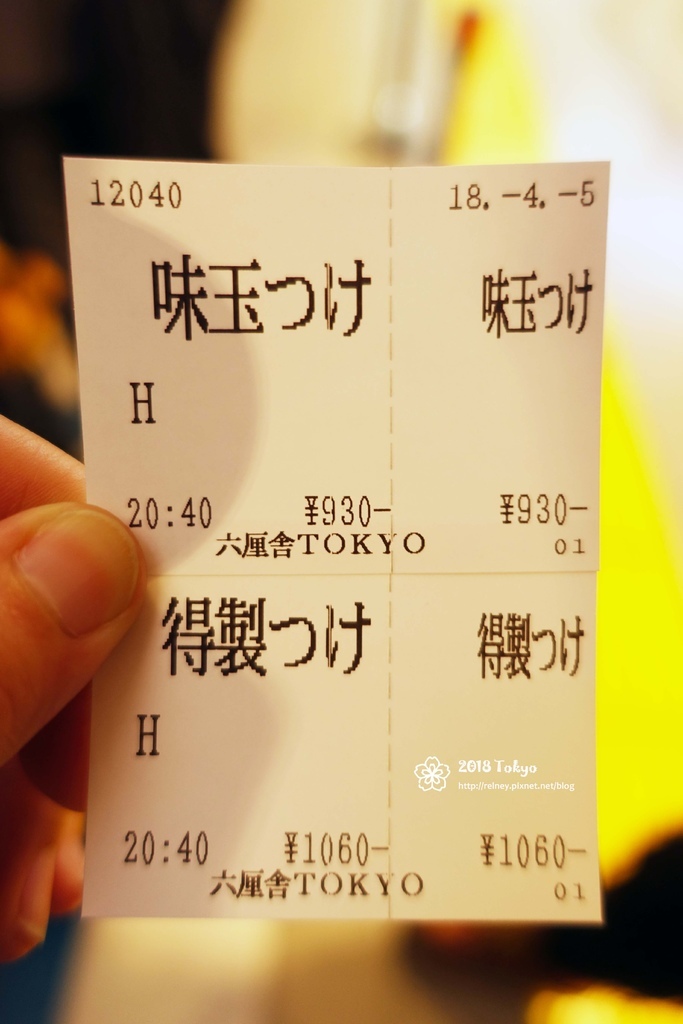 12040 18.-4.-5
味玉つけ 味玉つけ
H
20:40 ¥930- ¥930-
六厘舎TOKYO 01
得製つけ 得製つけ
H
2018 Tokyo
http://reiney.pixnet.net/blog
20:40 ¥1060- ¥1060-
六厘舎TOKYO 01